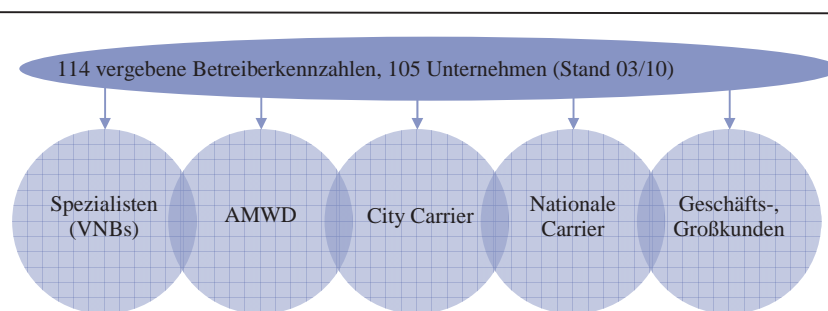 114 vergebene Betreiberkennzahlen, 105 Unternehmen (Stand 03/10)
Spezialisten
(VNBs)
AMWD
City Carrier
Nationale
Carrier
Geschäfts-,
Großkunden